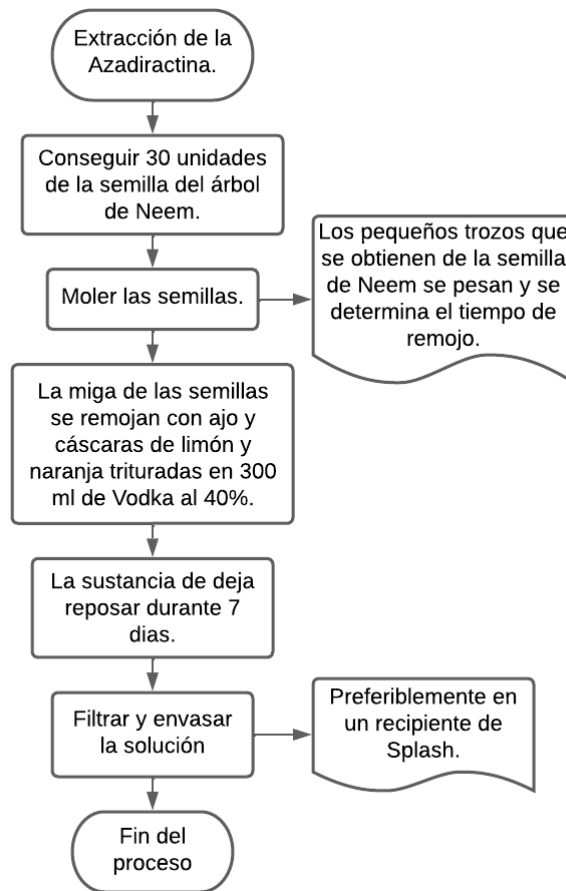 Extracción de la
Azadiractina.
Conseguir 30 unidades
de la semilla del árbol
de Neem.
Moler las semillas.
Los pequeños trozos que
se obtienen de la semilla
de Neem se pesan y se
determina el tiempo de
remojo.
La miga de las semillas
se remojan con ajo y
cáscaras de limón y
naranja trituradas en 300
ml de Vodka al 40%.
La sustancia de deja
reposar durante 7
dias.
Filtrar y envasar
la solución
Preferiblemente en
un recipiente de
Splash.
Fin del
proceso